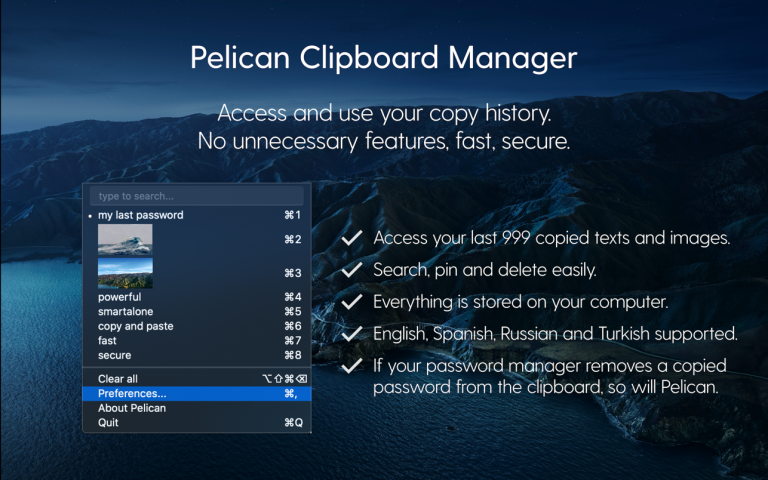 Pelican Clipboard Manager
Access and use your copy history.
No unnecessary features, fast, secure.
type to search...
• my last password ⌘1
⌘2
⌘3
powerful ⌘4
smartalone ⌘5
copy and paste ⌘6
fast ⌘7
secure ⌘8
Clear all ⌥⇧⌘⌫
Preferences... ⌘,
About Pelican
Quit ⌘Q
✓ Access your last 999 copied texts and images.
✓ Search, pin and delete easily.
✓ Everything is stored on your computer.
✓ English, Spanish, Russian and Turkish supported.
✓ If your password manager removes a copied
password from the clipboard, so will Pelican.